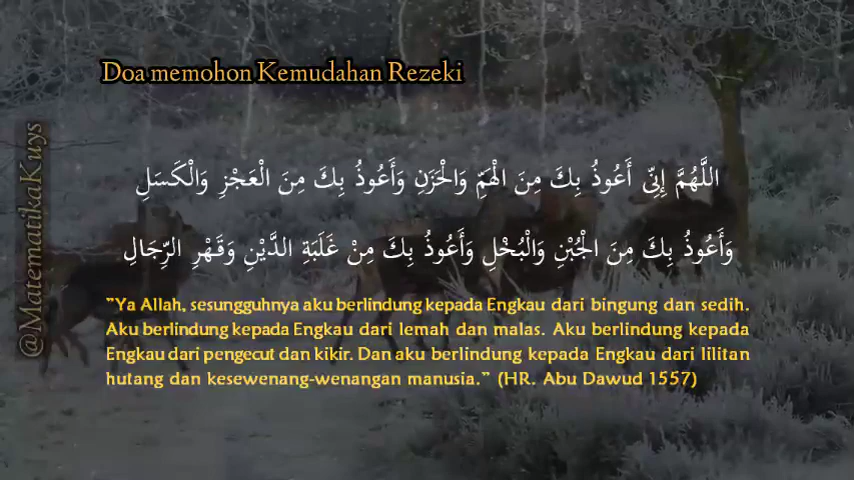 Doa memohon Kemudahan Rezeki
@MatematikaKuys
اللَّهُمَّ إِنِّي أَعُوذُ بِكَ مِنَ الْهَمِّ وَالْحَزَنِ وَأَعُوذُ بِكَ مِنَ الْعَجْزِ وَالْكَسَلِ
وَأَعُوذُ بِكَ مِنَ الْجُبْنِ وَالْبُخْلِ وَأَعُوذُ بِكَ مِنْ غَلَبَةِ الدَّيْنِ وَقَهْرِ الرِّجَالِ
"Ya Allah, sesungguhnya aku berlindung kepada Engkau dari bingung dan sedih.
Aku berlindung kepada Engkau dari lemah dan malas. Aku berlindung kepada
Engkau dari pengecut dan kikir. Dan aku berlindung kepada Engkau dari lilitan
hutang dan kesewenang-wenangan manusia." (HR. Abu Dawud 1557)